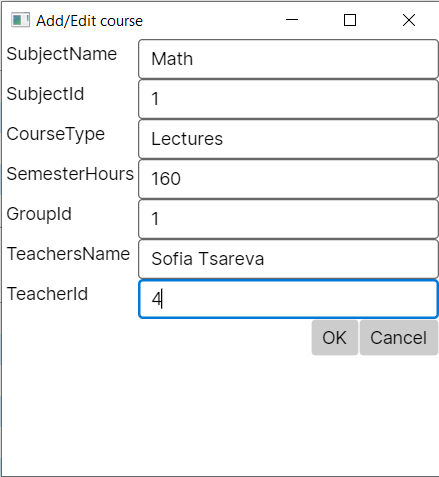 Add/Edit course
SubjectName Math
SubjectId 1
CourseType Lectures
SemesterHours 160
GroupId 1
TeachersName Sofia Tsareva
TeacherId 4
OK Cancel